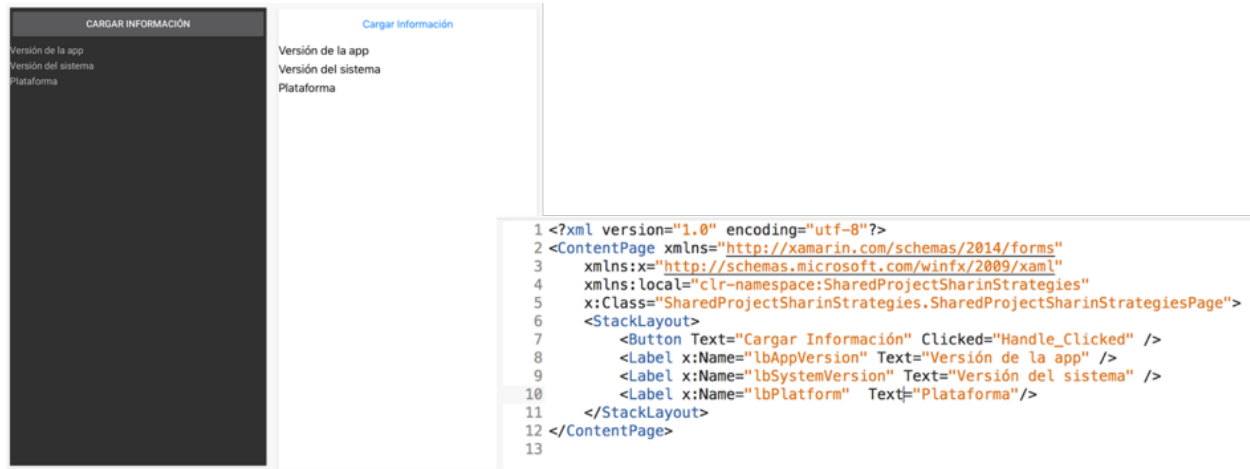 CARGAR INFORMACIÓN
Versión de la app
Versión del sistema
Plataforma
Cargar Información
Versión de la app
Versión del sistema
Plataforma
1 <?xml version="1.0" encoding="utf-8"?>
2 <ContentPage xmlns="http://xamarin.com/schemas/2014/forms"
3 xmlns:x="http://schemas.microsoft.com/winfx/2009/xaml"
4 xmlns:local="clr-namespace:SharedProjectSharinStrategies"
5 x:Class="SharedProjectSharinStrategies.SharedProjectSharinStrategiesPage">
6 <StackLayout>
7 <Button Text="Cargar Información" Clicked="Handle_Clicked" />
8 <Label x:Name="lbAppVersion" Text="Versión de la app" />
9 <Label x:Name="lbSystemVersion" Text="Versión del sistema" />
10 <Label x:Name="lbPlatform" Text="Plataforma"/>
11 </StackLayout>
12 </ContentPage>
13